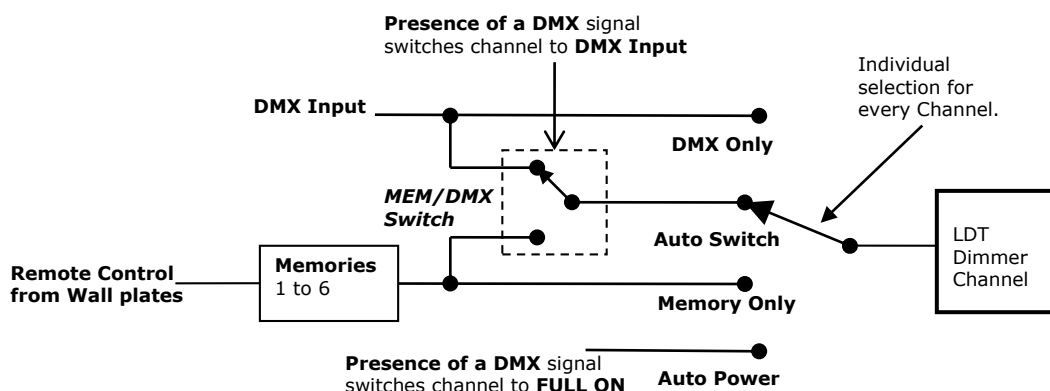 Presence of a DMX signal
switches channel to DMX Input
Individual
selection for
every Channel.
DMX Input
DMX Only
MEM/DMX
Switch
Auto Switch
LDT
Dimmer
Channel
Remote Control
from Wall plates
Memories
1 to 6
Memory Only
Presence of a DMX signal
switches channel to FULL ON
Auto Power